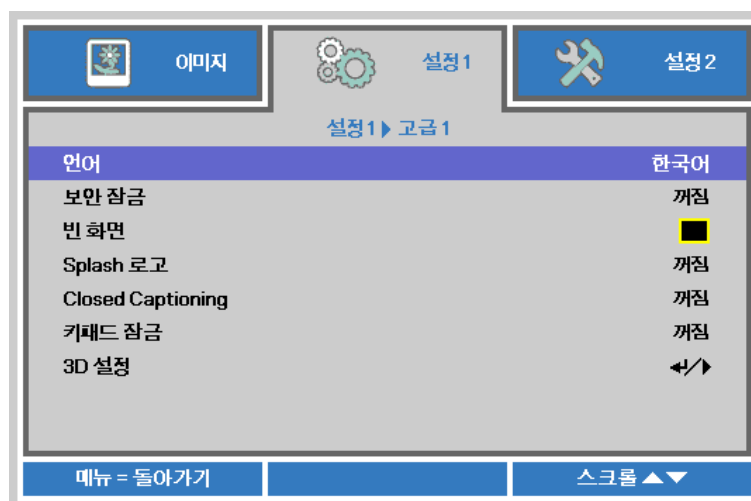 이미지 설정1 설정2
설정1▶고급1
언어 한국어
보안 잠금 꺼짐
빈 화면
Splash 로고 꺼짐
Closed Captioning 꺼짐
키패드 잠금 꺼짐
3D 설정 ↵/▶
메뉴 = 돌아가기 스크롤▲▼